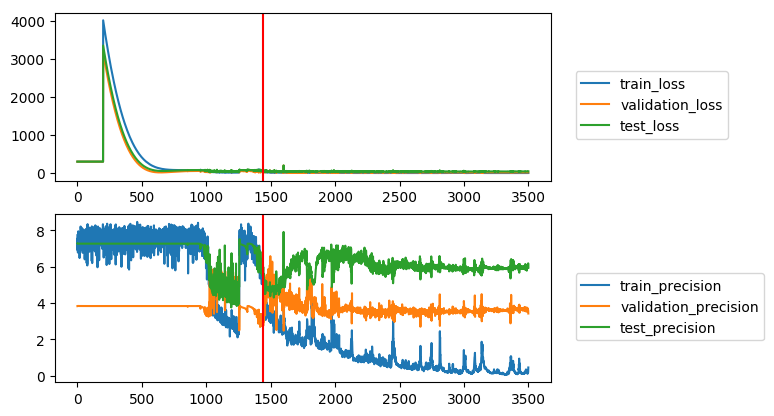 4000
3000
2000
1000
0
0 500 1000 1500 2000 2500 3000 3500
train_loss
validation_loss
test_loss
8
6
4
2
0
0 500 1000 1500 2000 2500 3000 3500
train_precision
validation_precision
test_precision